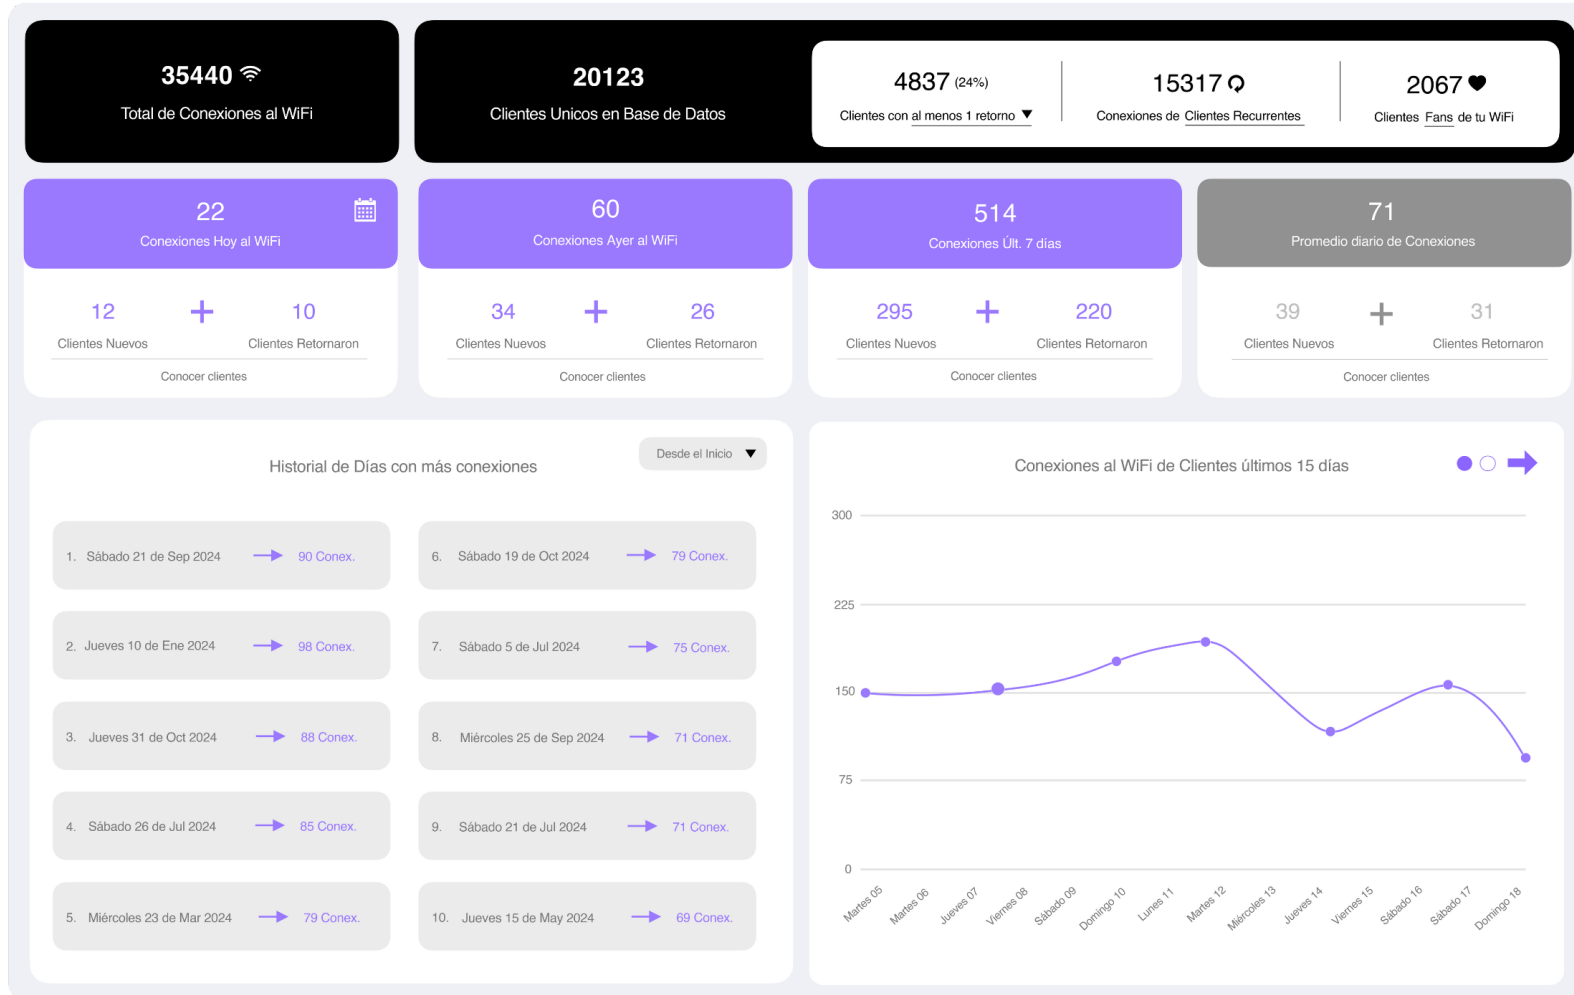 35440
Total de Conexiones al WiFi
20123
Clientes Unicos en Base de Datos
4837 (24%)
Clientes con al menos 1 retorno
15317
Conexiones de Clientes Recurrentes
2067
Clientes Fans de tu WiFi
22
Conexiones Hoy al WiFi
12 + 10
Clientes Nuevos Clientes Retornaron
Conocer clientes
60
Conexiones Ayer al WiFi
34 + 26
Clientes Nuevos Clientes Retornaron
Conocer clientes
514
Conexiones Últ. 7 días
295 + 220
Clientes Nuevos Clientes Retornaron
Conocer clientes
71
Promedio diario de Conexiones
39 + 31
Clientes Nuevos Clientes Retornaron
Conocer clientes
Historial de Días con más conexiones
Desde el Inicio
1. Sábado 21 de Sep 2024 90 Conex.
2. Jueves 10 de Ene 2024 98 Conex.
3. Jueves 31 de Oct 2024 88 Conex.
4. Sábado 26 de Jul 2024 85 Conex.
5. Miércoles 23 de Mar 2024 79 Conex.
6. Sábado 19 de Oct 2024 79 Conex.
7. Sábado 5 de Jul 2024 75 Conex.
8. Miércoles 25 de Sep 2024 71 Conex.
9. Sábado 21 de Jul 2024 71 Conex.
10. Jueves 15 de May 2024 69 Conex.
Conexiones al WiFi de Clientes últimos 15 días
300
225
150
75
0
Martes 05
Martes 06
Jueves 07
Viernes 08
Sábado 09
Domingo 10
Lunes 11
Martes 12
Miércoles 13
Jueves 14
Viernes 15
Sábado 16
Sábado 17
Domingo 18